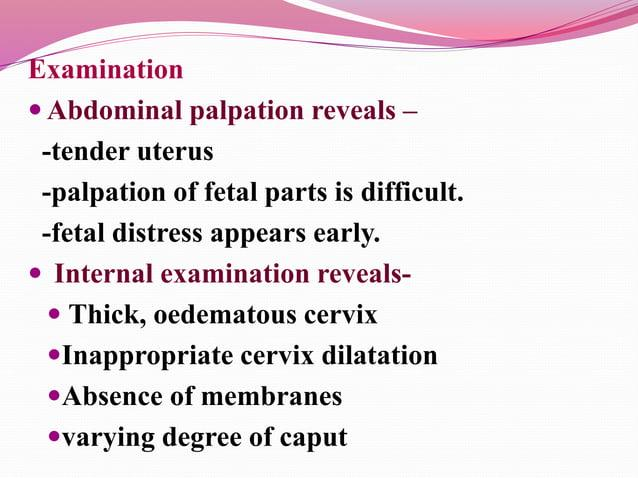 Examination
• Abdominal palpation reveals –
-tender uterus
-palpation of fetal parts is difficult.
-fetal distress appears early.
• Internal examination reveals-
• Thick, oedematous cervix
•Inappropriate cervix dilatation
•Absence of membranes
•varying degree of caput